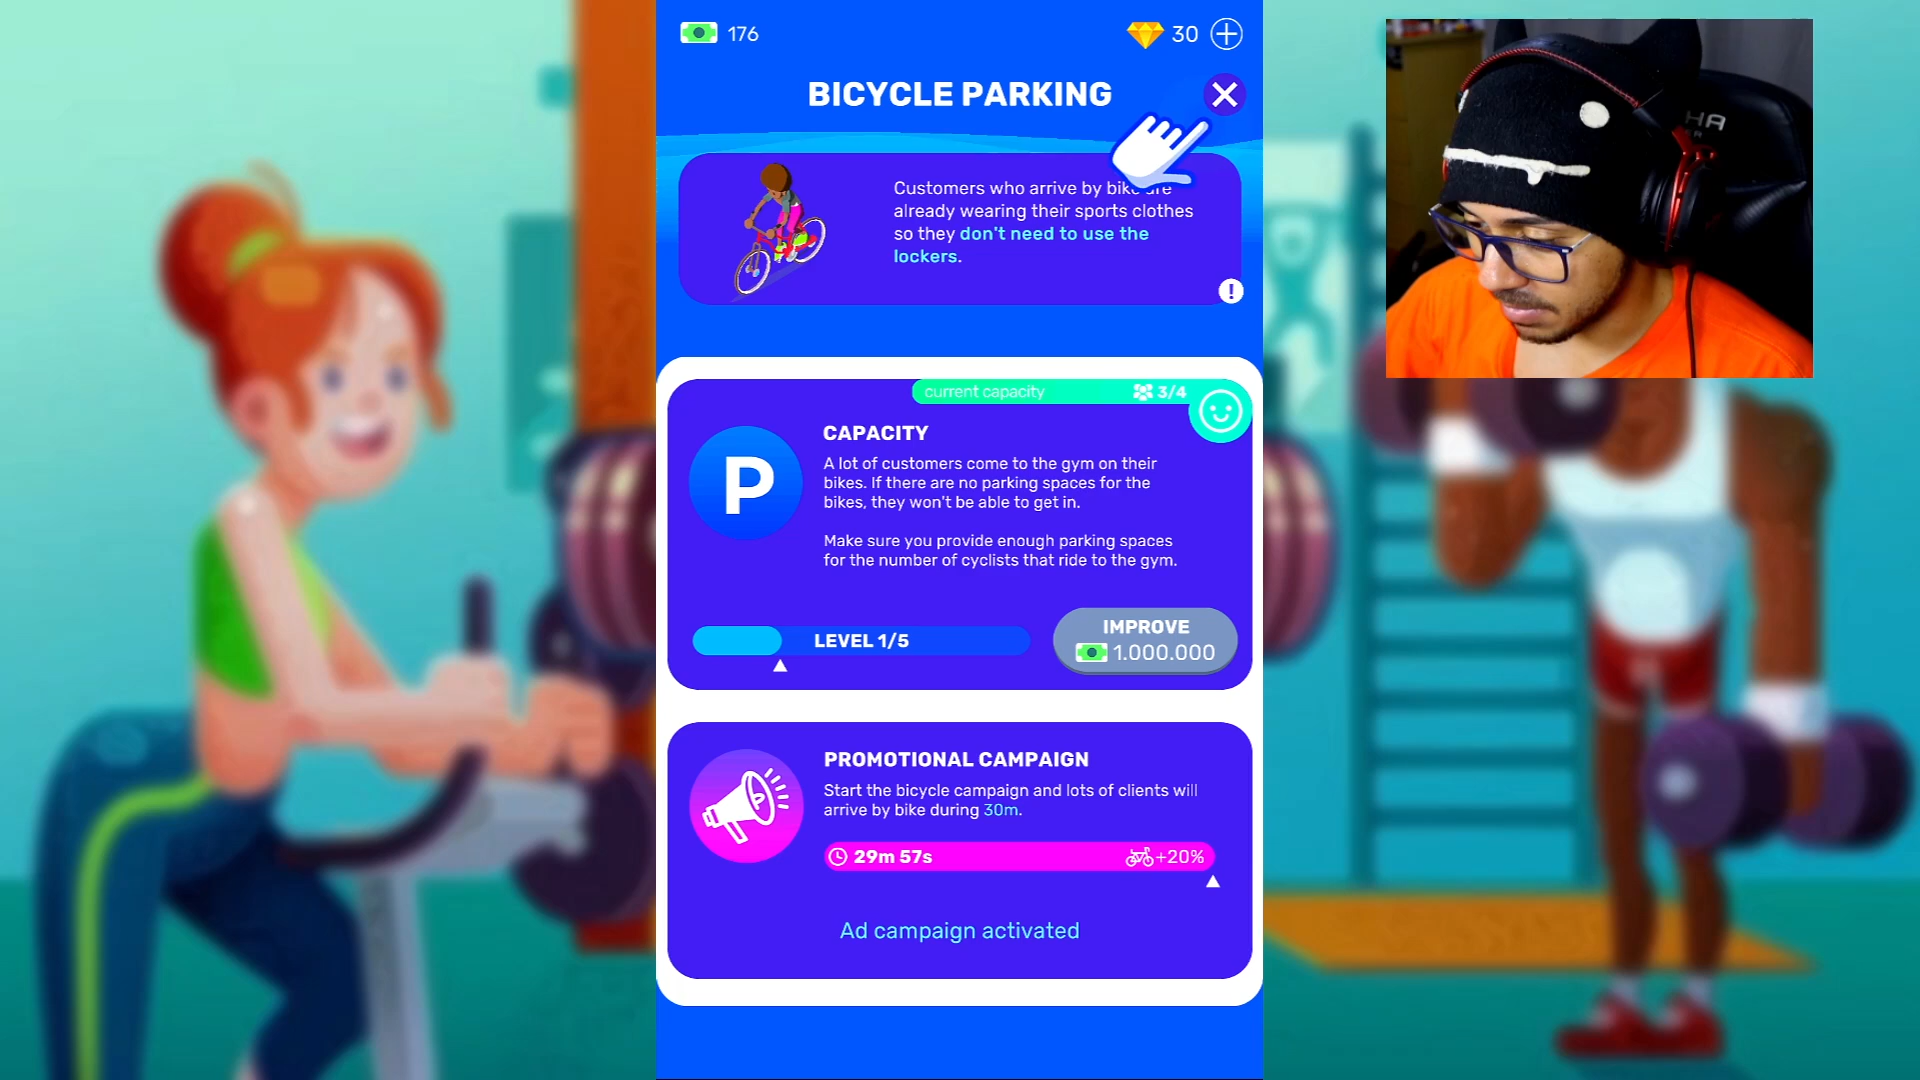 176
30
BICYCLE PARKING
Customers who arrive by bike are
already wearing their sports clothes
so they don't need to use the
lockers.
!
current capacity 3/4
CAPACITY
P
A lot of customers come to the gym on their
bikes. If there are no parking spaces for the
bikes, they won't be able to get in.
Make sure you provide enough parking spaces
for the number of cyclists that ride to the gym.
LEVEL 1/5
IMPROVE
1.000.000
PROMOTIONAL CAMPAIGN
Start the bicycle campaign and lots of clients will
arrive by bike during 30m.
29m 57s
+20%
Ad campaign activated